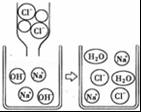 Cl⁻
Cl⁻
OH⁻ Na⁺
Na⁺ OH⁻
H₂O Na⁺
Cl⁻ H₂O
Na⁺ Cl⁻